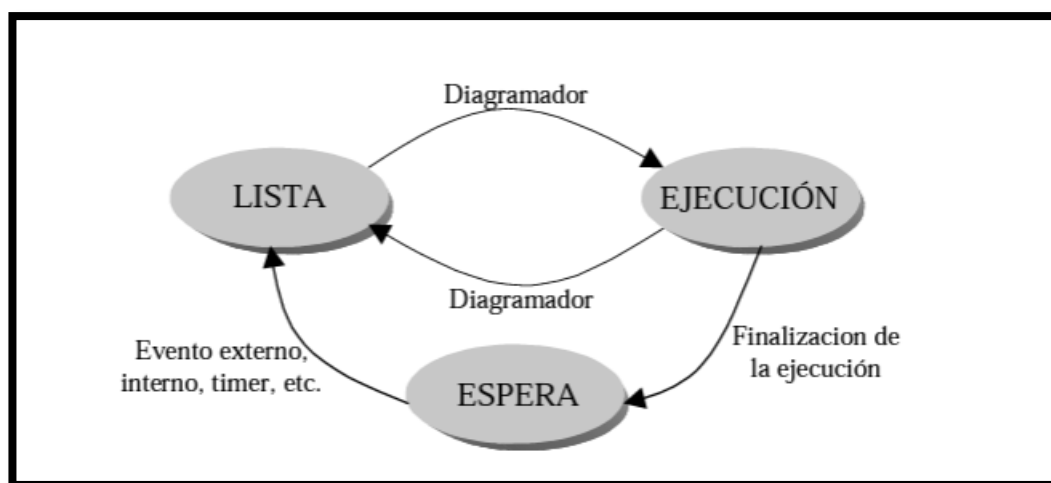 Diagramador
LISTA
EJECUCIÓN
Diagramador
Evento externo,
interno, timer, etc.
Finalizacion de
la ejecución
ESPERA